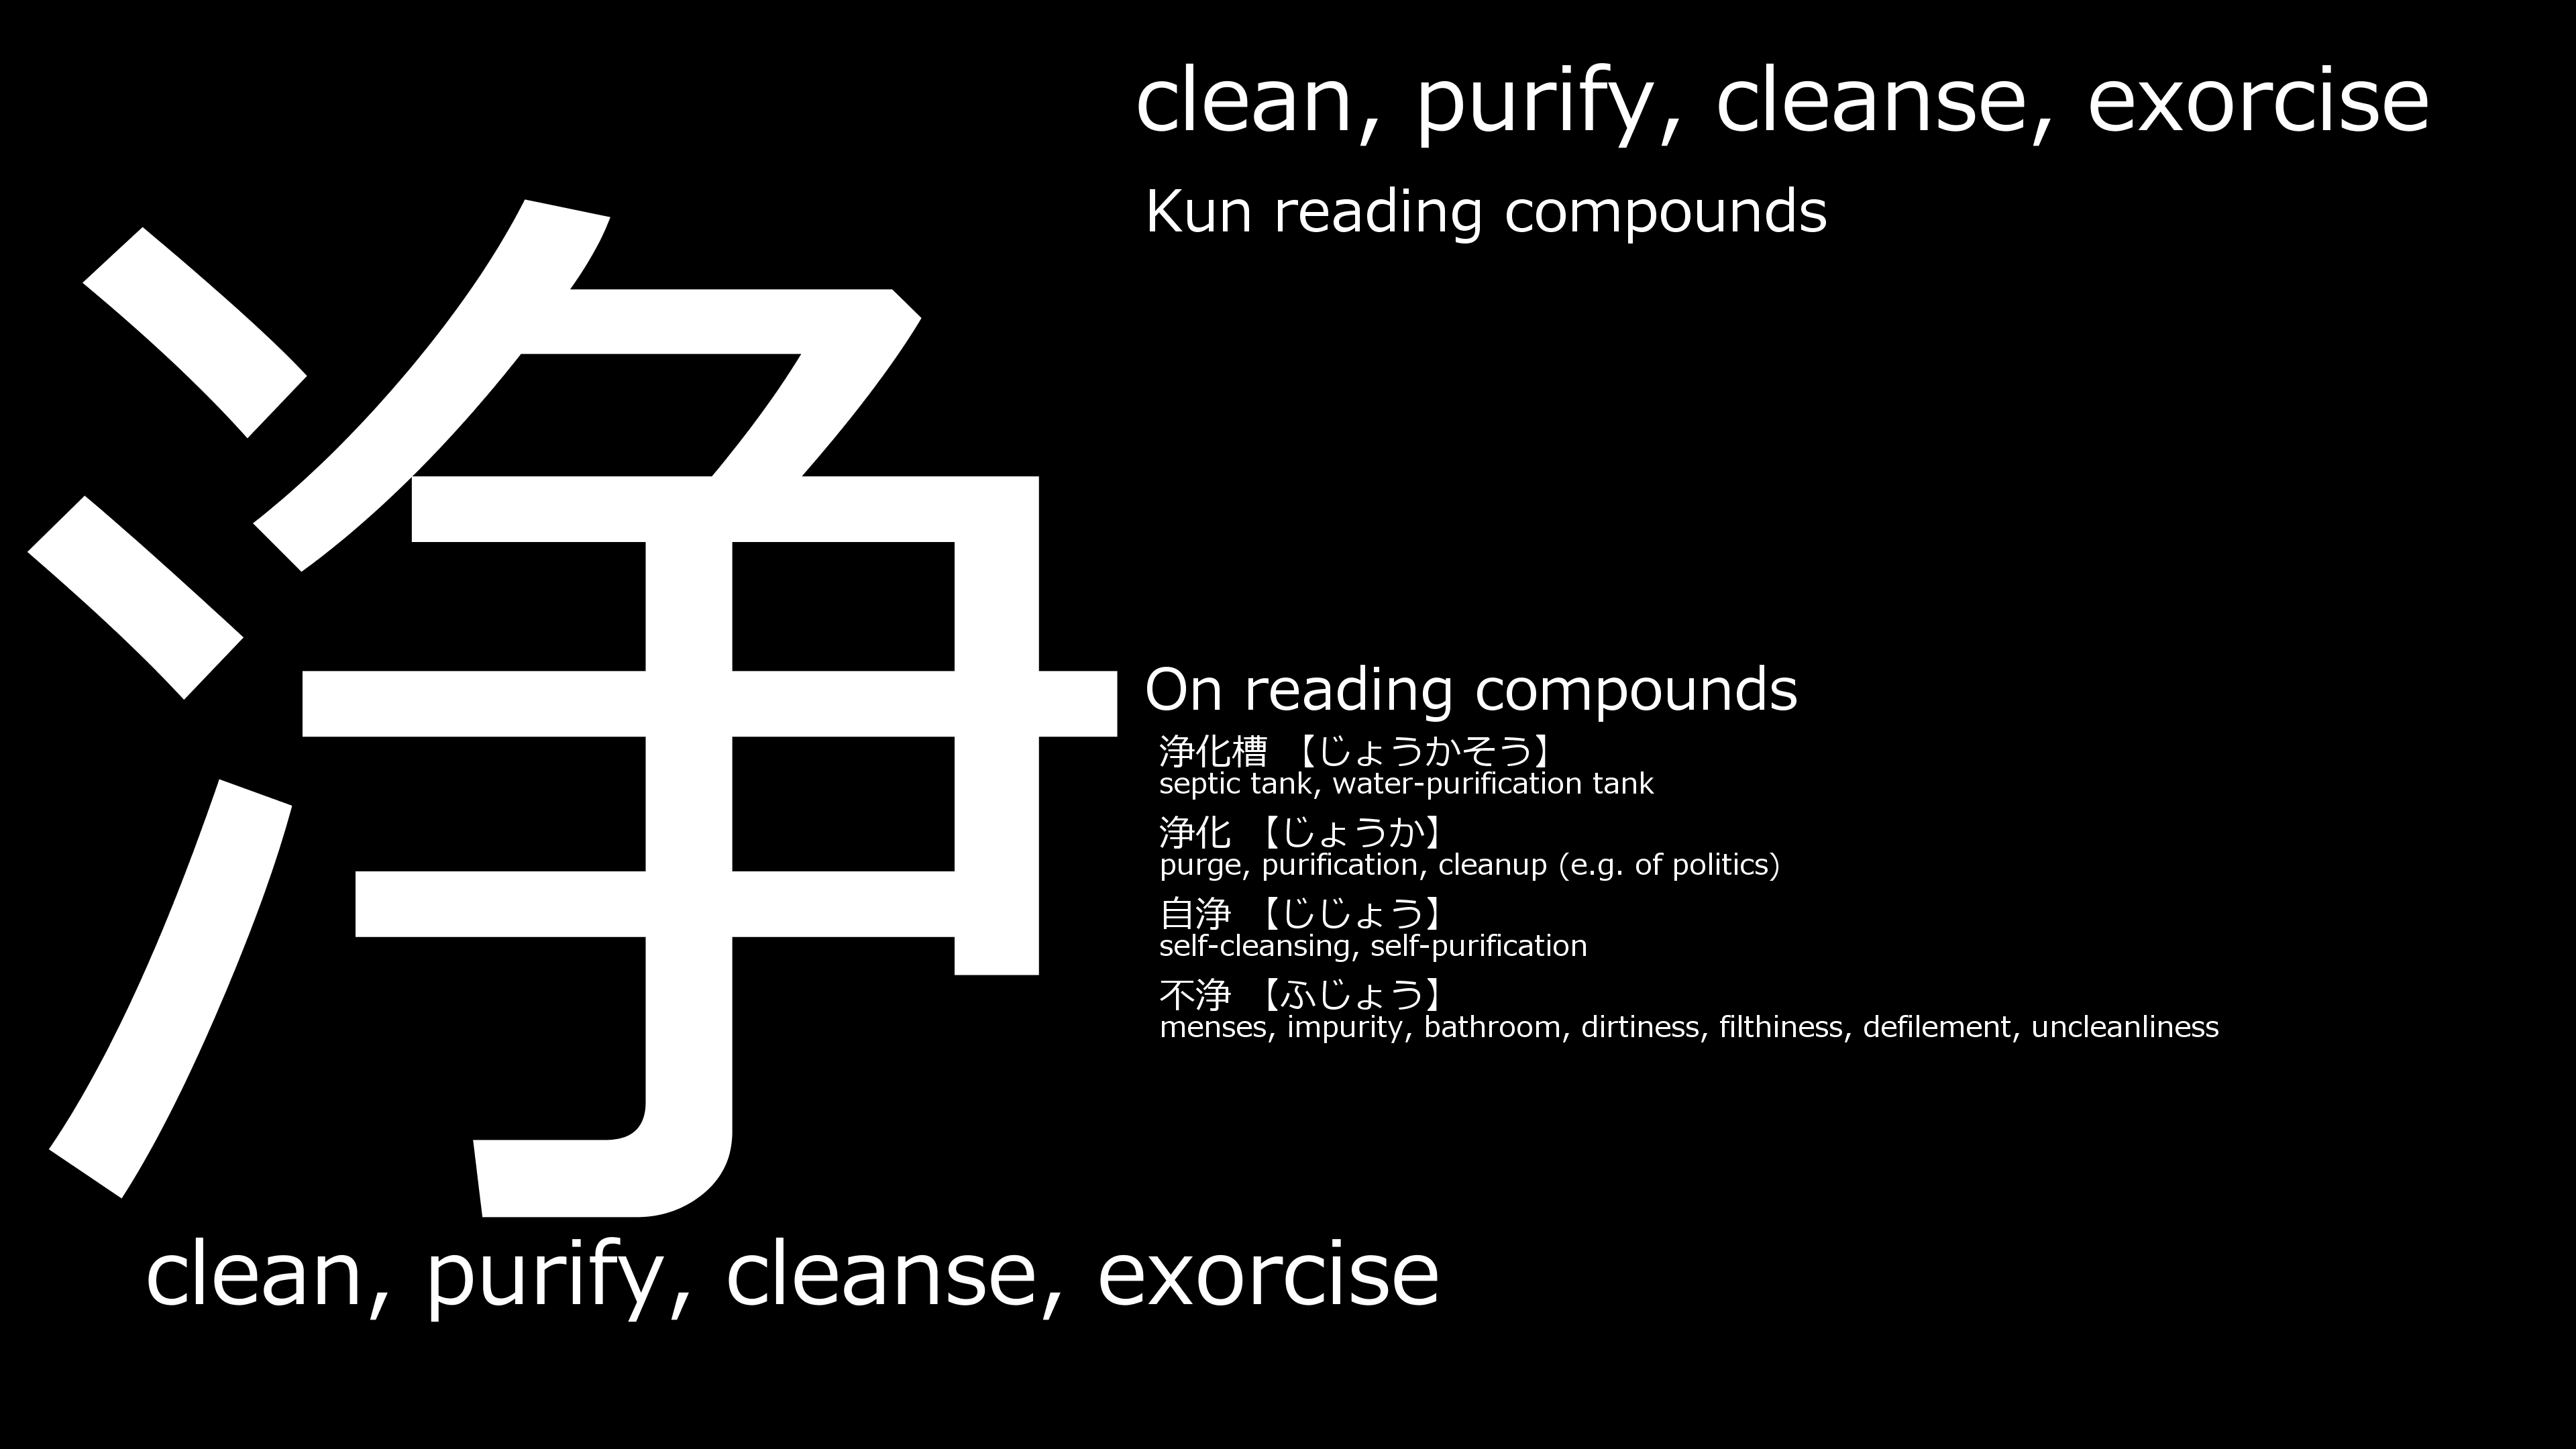 浄
clean, purify, cleanse, exorcise
clean, purify, cleanse, exorcise
Kun reading compounds
On reading compounds
浄化槽 【じょうかそう】
septic tank, water-purification tank
浄化 【じょうか】
purge, purification, cleanup (e.g. of politics)
自浄 【じじょう】
self-cleansing, self-purification
不浄 【ふじょう】
menses, impurity, bathroom, dirtiness, filthiness, defilement, uncleanliness